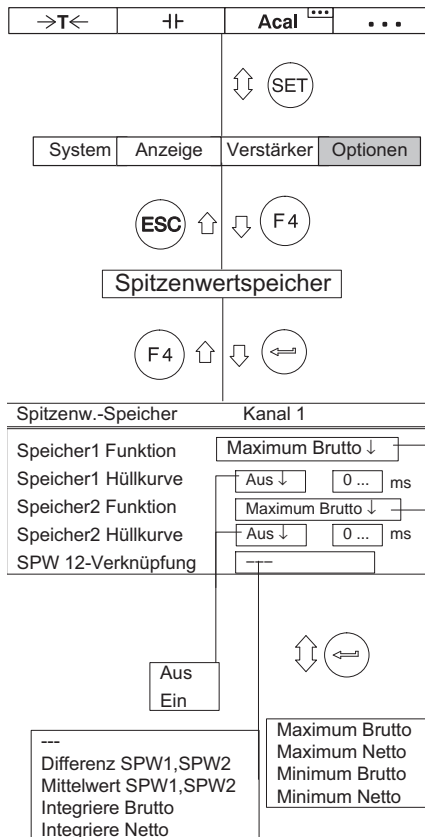 →T← ⊣⊢ Acal ... ...
SET
System Anzeige Verstärker Optionen
ESC F4
Spitzenwertspeicher
F4
Spitzenw.-Speicher Kanal 1
Speicher1 Funktion Maximum Brutto ↓
Speicher1 Hüllkurve Aus ↓ 0 ... ms
Speicher2 Funktion Maximum Brutto ↓
Speicher2 Hüllkurve Aus ↓ 0 ... ms
SPW 12-Verknüpfung ---
Aus
Ein
---
Differenz SPW1,SPW2
Mittelwert SPW1,SPW2
Integriere Brutto
Integriere Netto
Maximum Brutto
Maximum Netto
Minimum Brutto
Minimum Netto